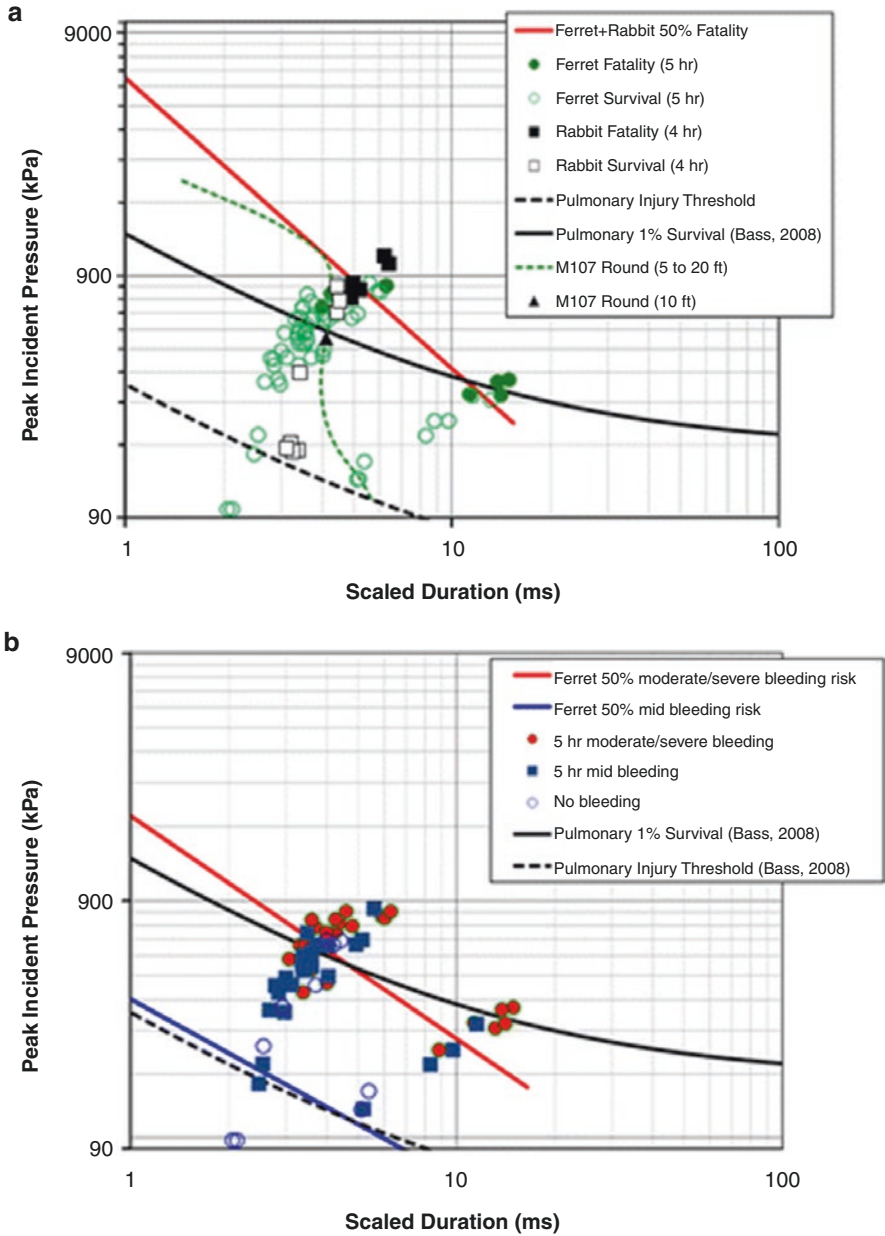 a
9000
900
90
Peak Incident Pressure (kPa)
1
10
100
Scaled Duration (ms)
Ferret+Rabbit 50% Fatality
Ferret Fatality (5 hr)
Ferret Survival (5 hr)
Rabbit Fatality (4 hr)
Rabbit Survival (4 hr)
Pulmonary Injury Threshold
Pulmonary 1% Survival (Bass, 2008)
M107 Round (5 to 20 ft)
M107 Round (10 ft)
b
9000
900
90
Peak Incident Pressure (kPa)
1
10
100
Scaled Duration (ms)
Ferret 50% moderate/severe bleeding risk
Ferret 50% mid bleeding risk
5 hr moderate/severe bleeding
5 hr mid bleeding
No bleeding
Pulmonary 1% Survival (Bass, 2008)
Pulmonary Injury Threshold (Bass, 2008)